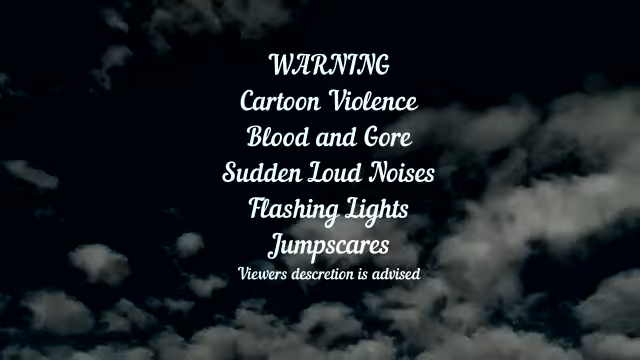 WARNING
Cartoon Violence
Blood and Gore
Sudden Loud Noises
Flashing Lights
Jumpscares
Viewers descretion is advised